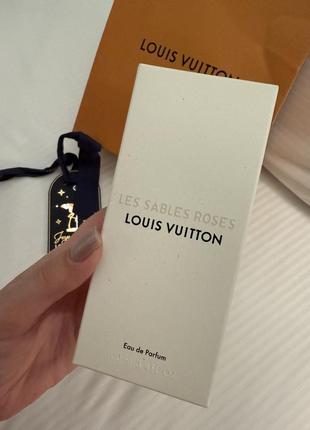 LOUIS VUITTON
LES SABLES ROSES
LOUIS VUITTON
Eau de Parfum